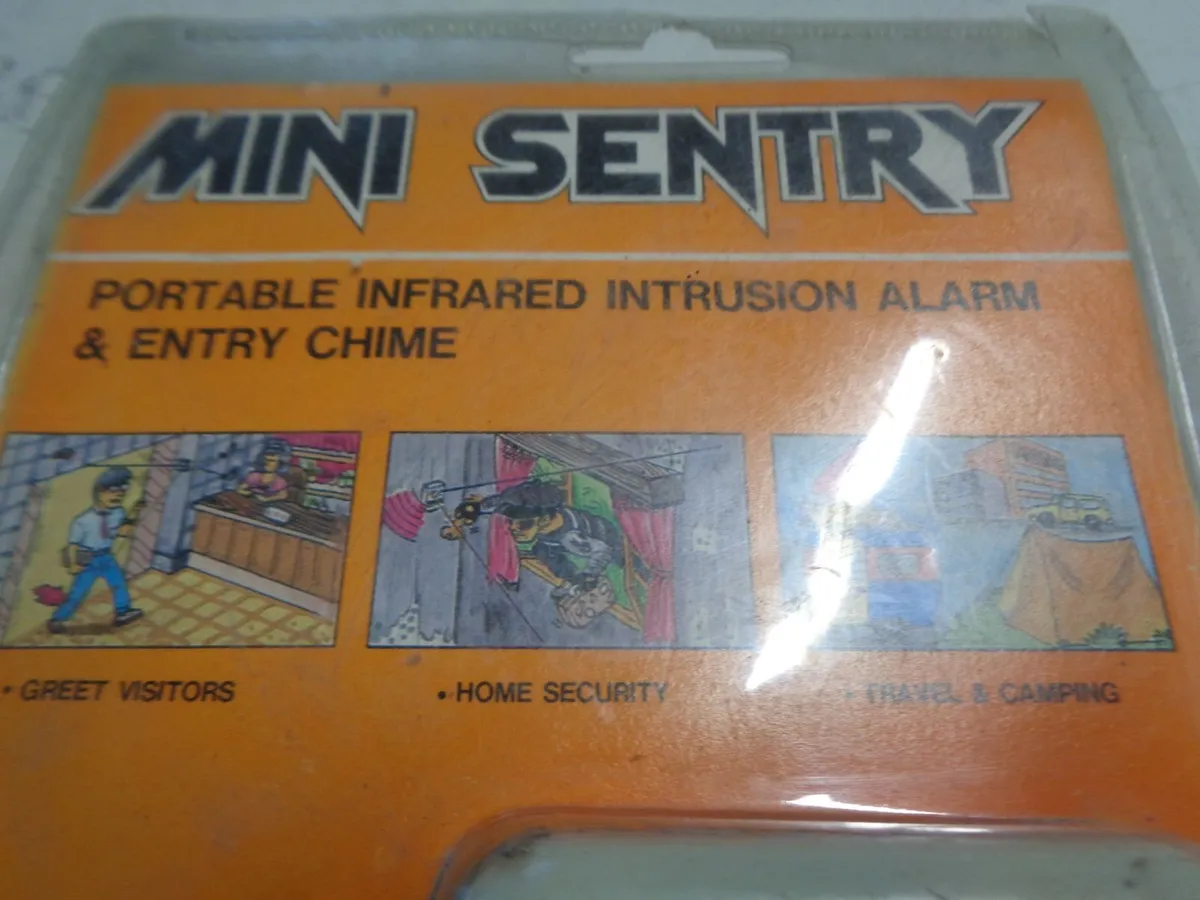 MINI SENTRY
PORTABLE INFRARED INTRUSION ALARM
& ENTRY CHIME
• GREET VISITORS
• HOME SECURITY
• TRAVEL & CAMPING